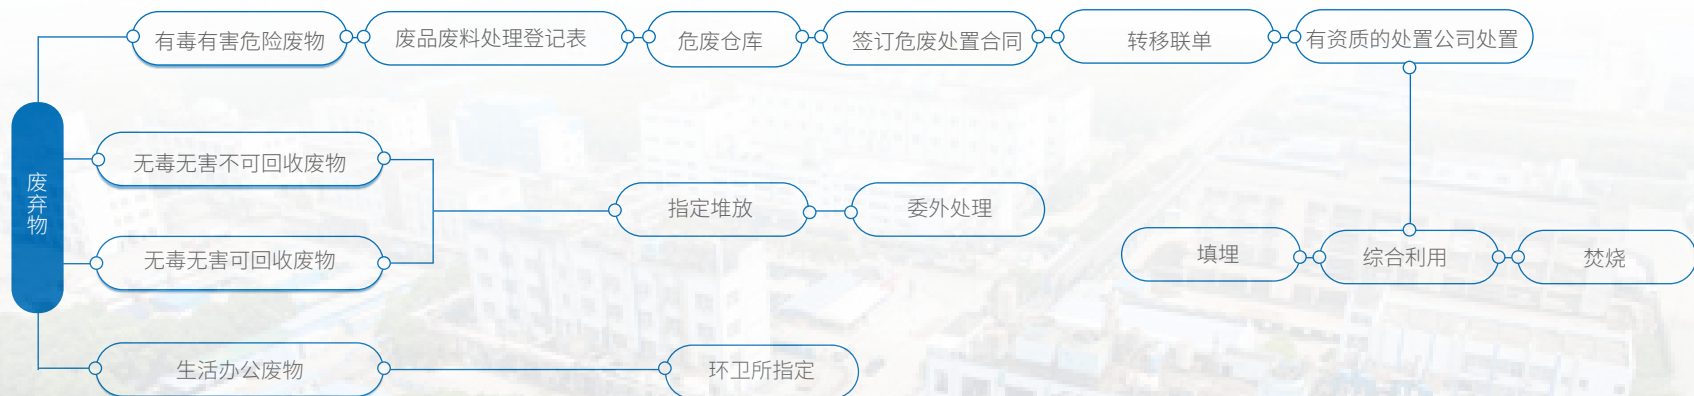 有毒有害危险废物
废品废料处理登记表
危废仓库
签订危废处置合同
转移联单
有资质的处置公司处置
废弃物
无毒无害不可回收废物
无毒无害可回收废物
指定堆放
委外处理
填埋
综合利用
焚烧
生活办公废物
环卫所指定